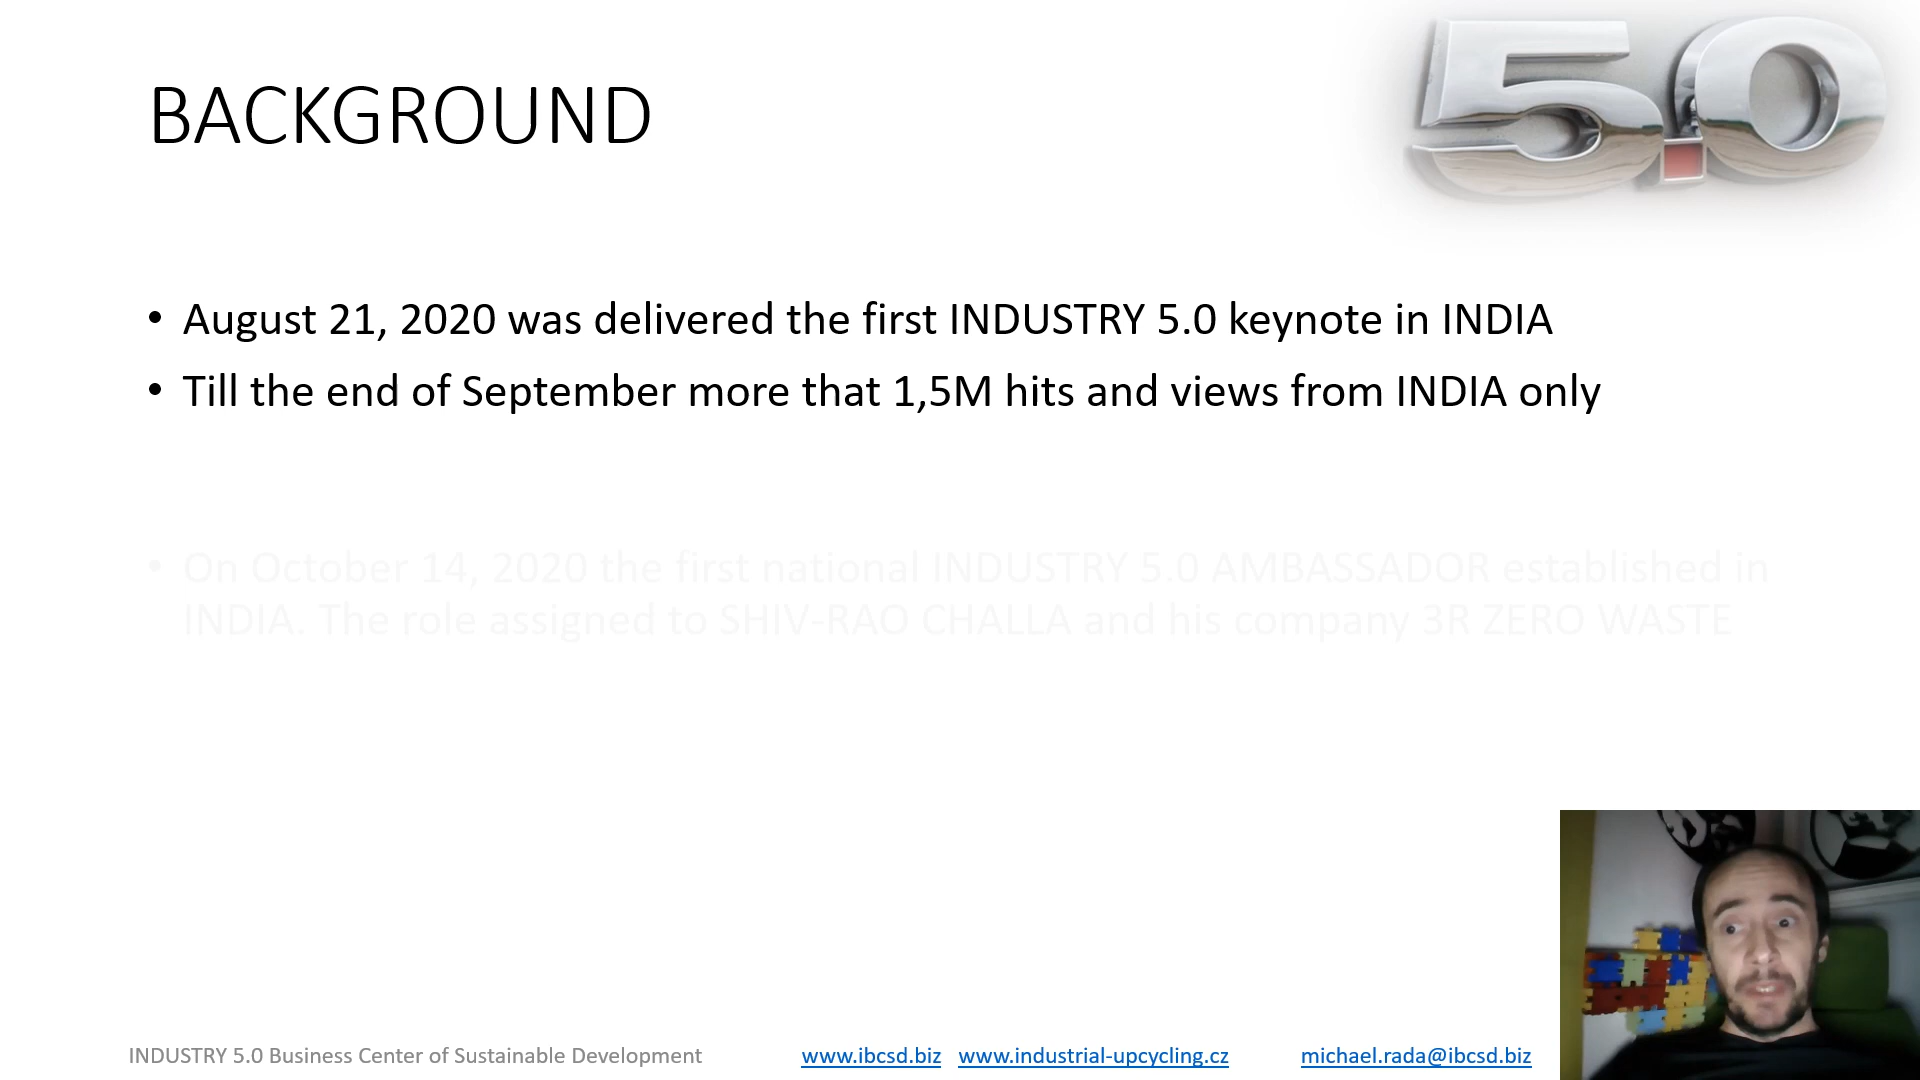 5.0
BACKGROUND
• August 21, 2020 was delivered the first INDUSTRY 5.0 keynote in INDIA
• Till the end of September more that 1,5M hits and views from INDIA only
• On October 14, 2020 the first national INDUSTRY 5.0 AMBASSADOR established in
INDIA. The role assigned to SHIV-RAO CHALLA and his company 3R ZERO WASTE
INDUSTRY 5.0 Business Center of Sustainable Development www.ibcsd.biz www.industrial-upcycling.cz michael.rada@ibcsd.biz